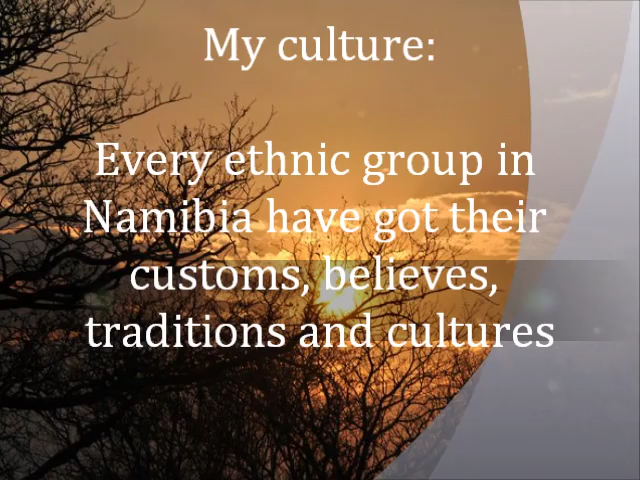 My culture:
Every ethnic group in
Namibia have got their
customs, believes,
traditions and cultures